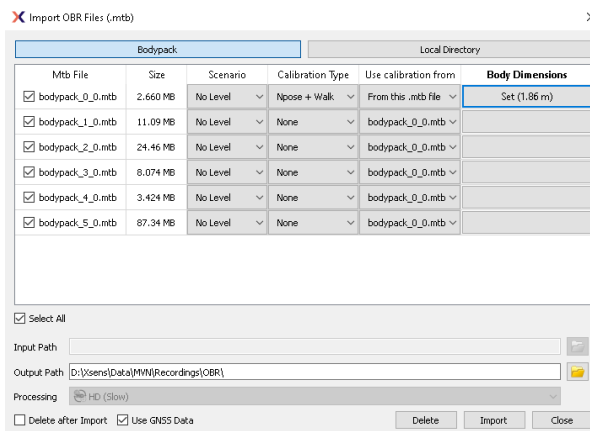 Import OBR Files (.mtb)
Bodypack Local Directory
Mtb File Size Scenario Calibration Type Use calibration from Body Dimensions
bodypack_0_0.mtb 2.660 MB No Level Npose + Walk From this .mtb file Set (1.86 m)
bodypack_1_0.mtb 11.09 MB No Level None bodypack_0_0.mtb
bodypack_2_0.mtb 24.46 MB No Level None bodypack_0_0.mtb
bodypack_3_0.mtb 8.074 MB No Level None bodypack_0_0.mtb
bodypack_4_0.mtb 3.424 MB No Level None bodypack_0_0.mtb
bodypack_5_0.mtb 87.34 MB No Level None bodypack_0_0.mtb
Select All
Input Path
Output Path D:\Xsens\Data\MVN\Recordings\OBR\
Processing HD (Slow)
Delete after Import Use GNSS Data Delete Import Close